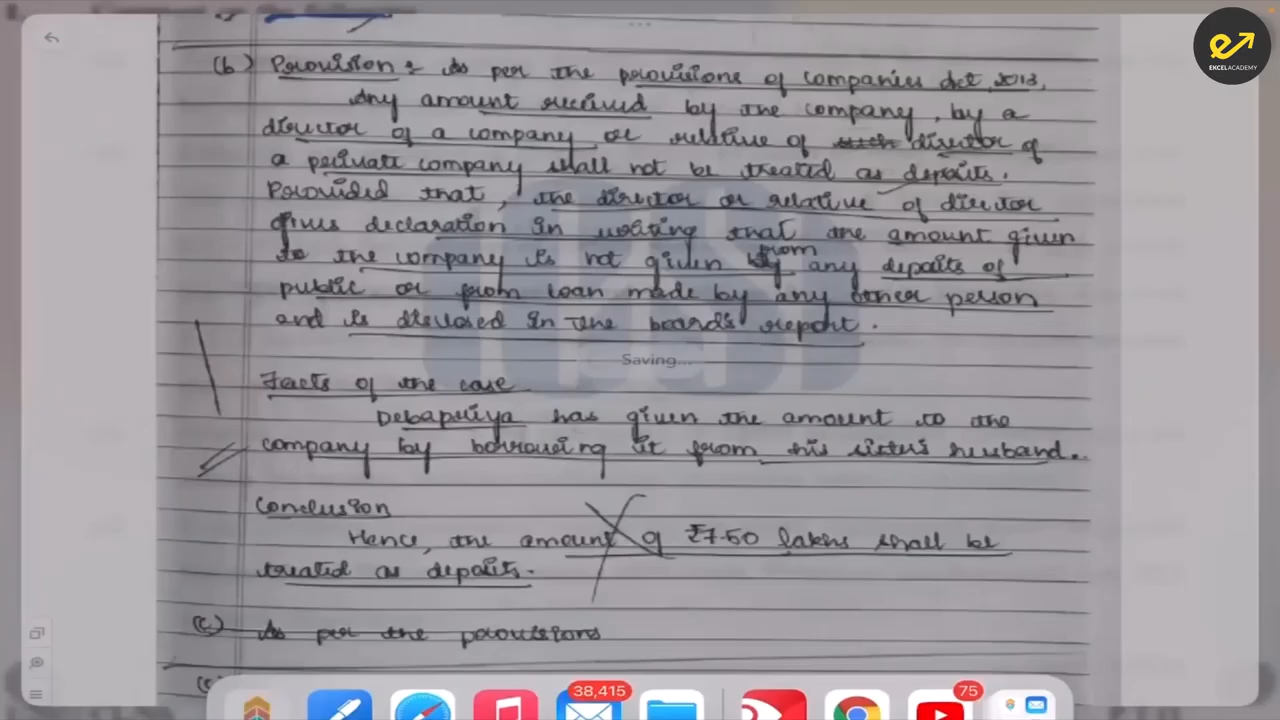 EKCEL ACADEMY
(b) Provision : As per the provisions of companies Act, 2013,
Any amount received by the company, by a
director of a company or relative of such director of
a private company shall not be treated as deposits.
Provided that, the director or relative of director
gives declaration in writing that the amount given
to the company is not given from any deposits of
public or from loan made by any other person
and is disclosed in the board's report.
Saving...
Facts of the case
Debapriya has given the amount to the
company by borrowing it from his sister's husband.
Conclusion
Hence, the amount of ₹7.50 lakhs shall be
treated as deposits.
(c) As per the provisions
38,415
75